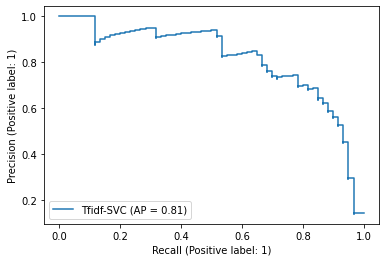 1.0
0.8
0.6
0.4
0.2
Precision (Positive label: 1)
Tfidf-SVC (AP = 0.81)
0.0 0.2 0.4 0.6 0.8 1.0
Recall (Positive label: 1)